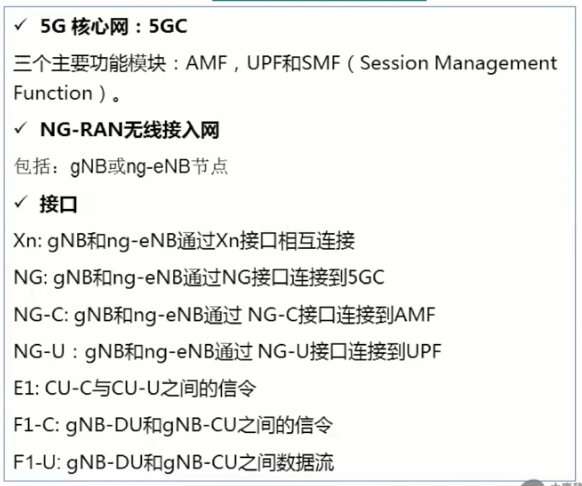 ✓ 5G 核心网：5GC
三个主要功能模块：AMF，UPF和SMF（Session Management
Function）。
✓ NG-RAN无线接入网
包括: gNB或ng-eNB节点
✓ 接口
Xn: gNB和ng-eNB通过Xn接口相互连接
NG: gNB和ng-eNB通过NG接口连接到5GC
NG-C: gNB和ng-eNB通过 NG-C接口连接到AMF
NG-U：gNB和ng-eNB通过 NG-U接口连接到UPF
E1: CU-C与CU-U之间的信令
F1-C: gNB-DU和gNB-CU之间的信令
F1-U: gNB-DU和gNB-CU之间数据流